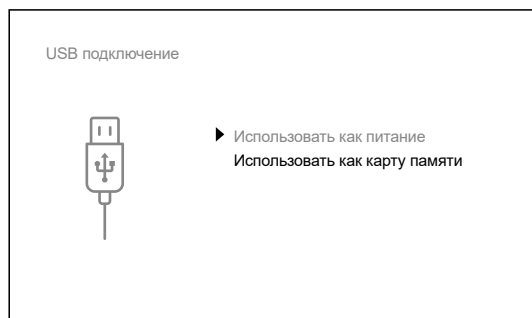 USB подключение
Использовать как питание
Использовать как карту памяти